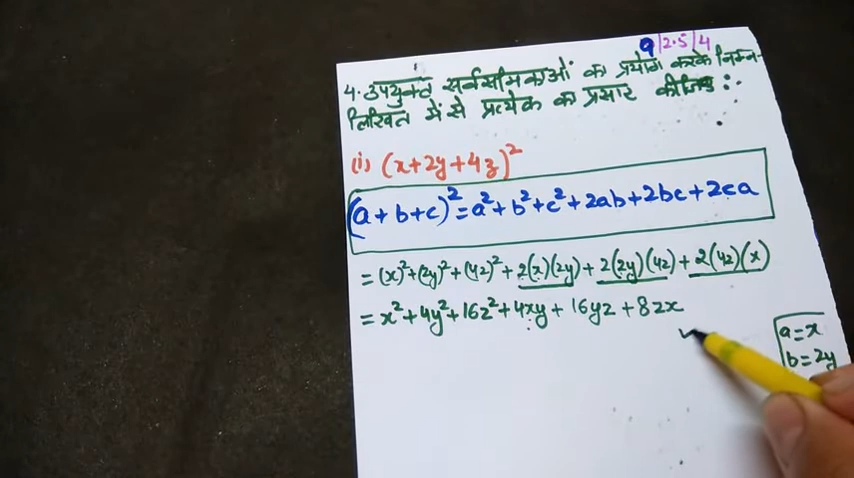 9|2.5|4
4. उपयुक्त सर्वसमिकाओं का प्रयोग करके निम्न-
लिखित में से प्रत्येक का प्रसार कीजिए :-
(i) (x+2y+4z)²
(a+b+c)²=a²+b²+c²+2ab+2bc+2ca
=(x)²+(2y)²+(4z)²+2(x)(2y)+2(2y)(4z)+2(4z)(x)
=x²+4y²+16z²+4xy+16yz+8zx
a=x
b=2y